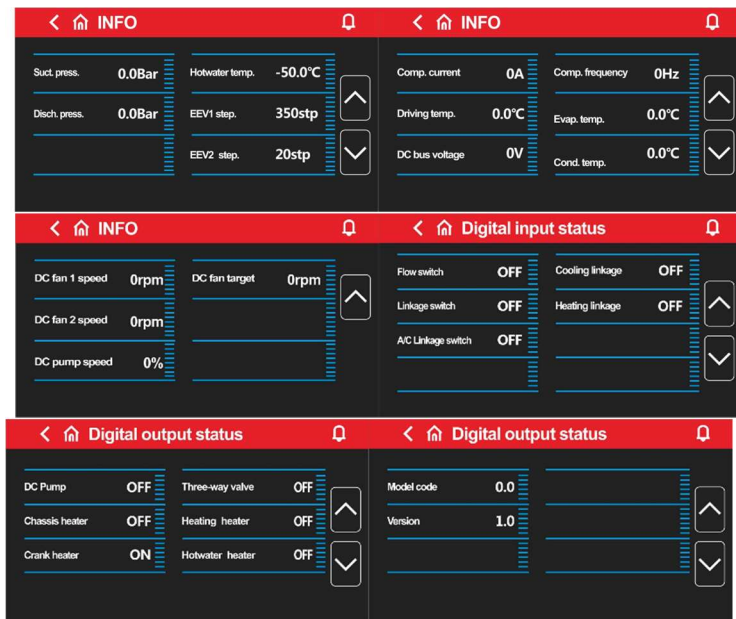 INFO
Suct. press. 0.0Bar Hotwater temp. -50.0℃
Disch. press. 0.0Bar EEV1 step. 350stp
EEV2 step. 20stp
INFO
Comp. current 0A Comp. frequency 0Hz
Driving temp. 0.0℃ Evap. temp. 0.0℃
DC bus voltage 0V Cond. temp. 0.0℃
INFO
DC fan 1 speed 0rpm DC fan target 0rpm
DC fan 2 speed 0rpm
DC pump speed 0%
Digital input status
Flow switch OFF Cooling linkage OFF
Linkage switch OFF Heating linkage OFF
A/C Linkage switch OFF
Digital output status
DC Pump OFF Three-way valve OFF
Chassis heater OFF Heating heater OFF
Crank heater ON Hotwater heater OFF
Digital output status
Model code 0.0
Version 1.0